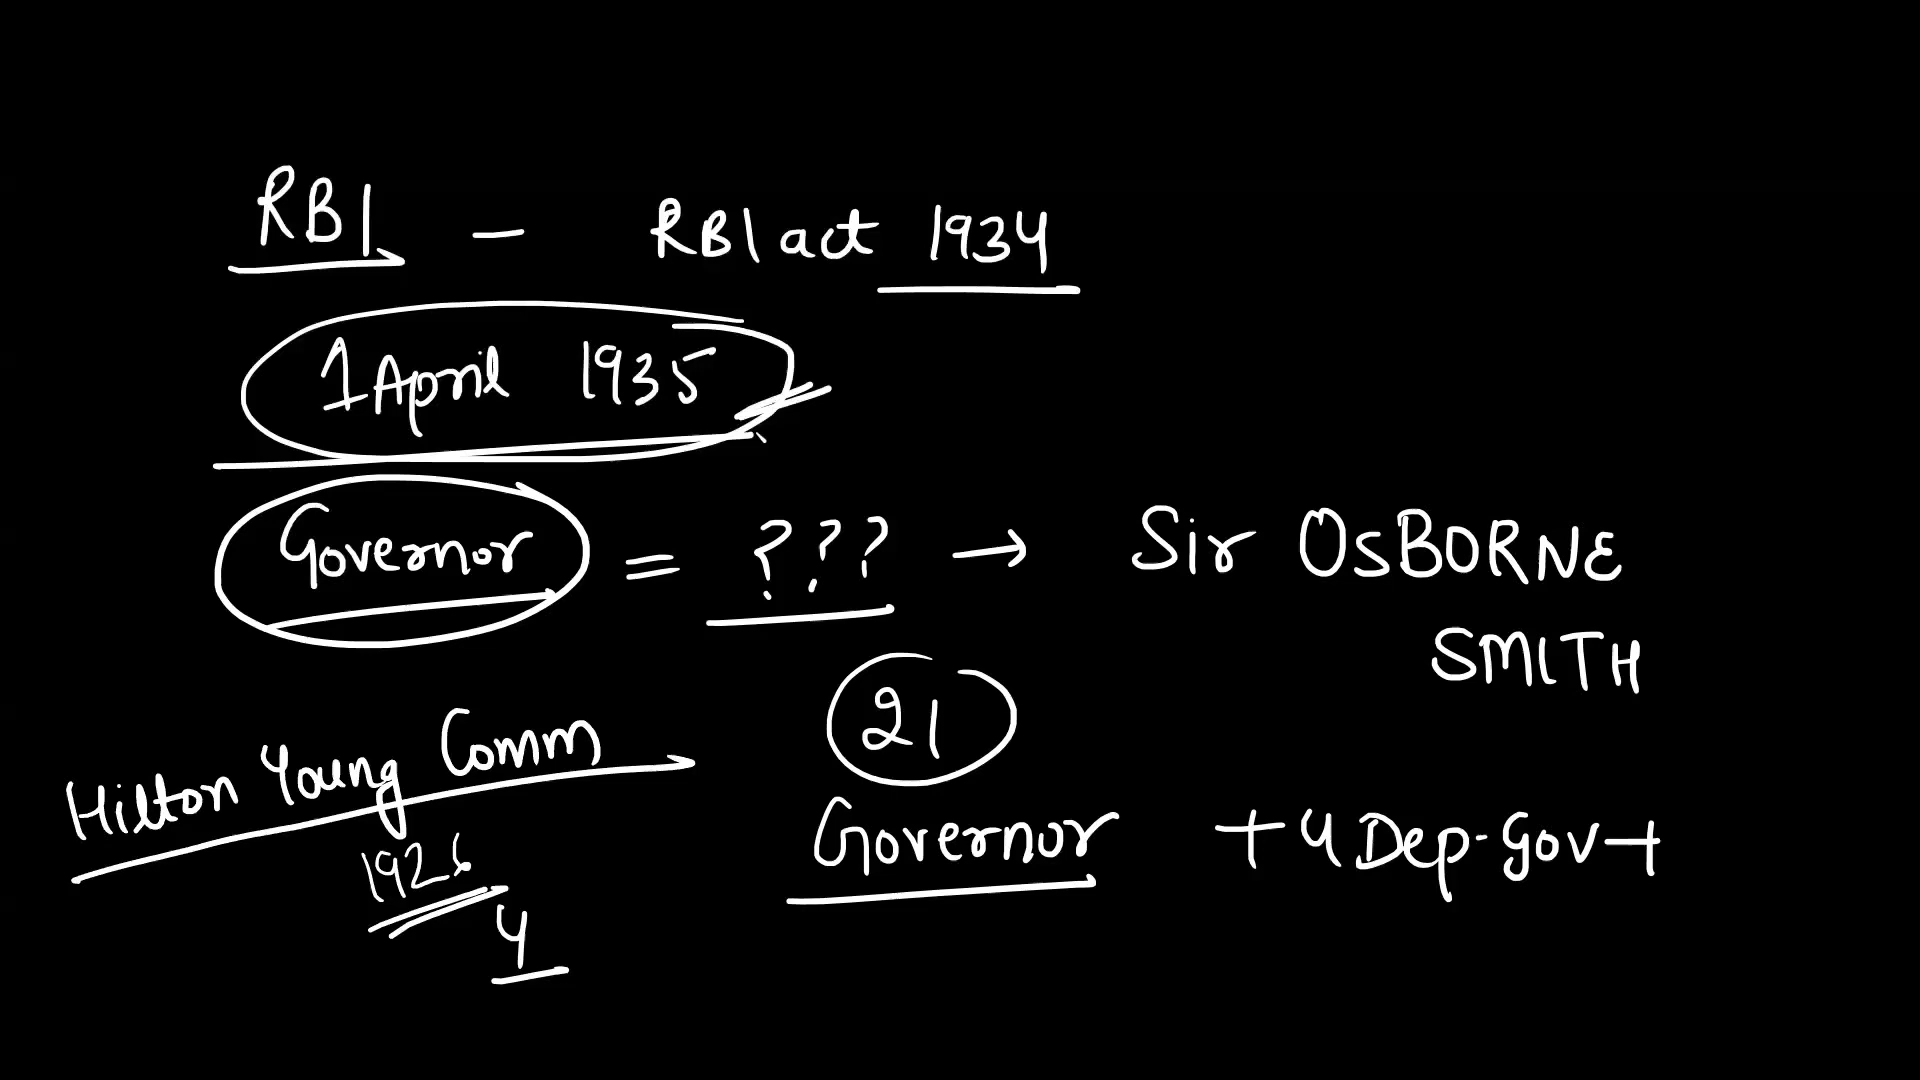 RBI - RBI act 1934
1 April 1935
Governor = ??? → Sir OSBORNE
SMITH
Hilton Young Comm
1926
4
21
Governor + 4 Dep-Gov +